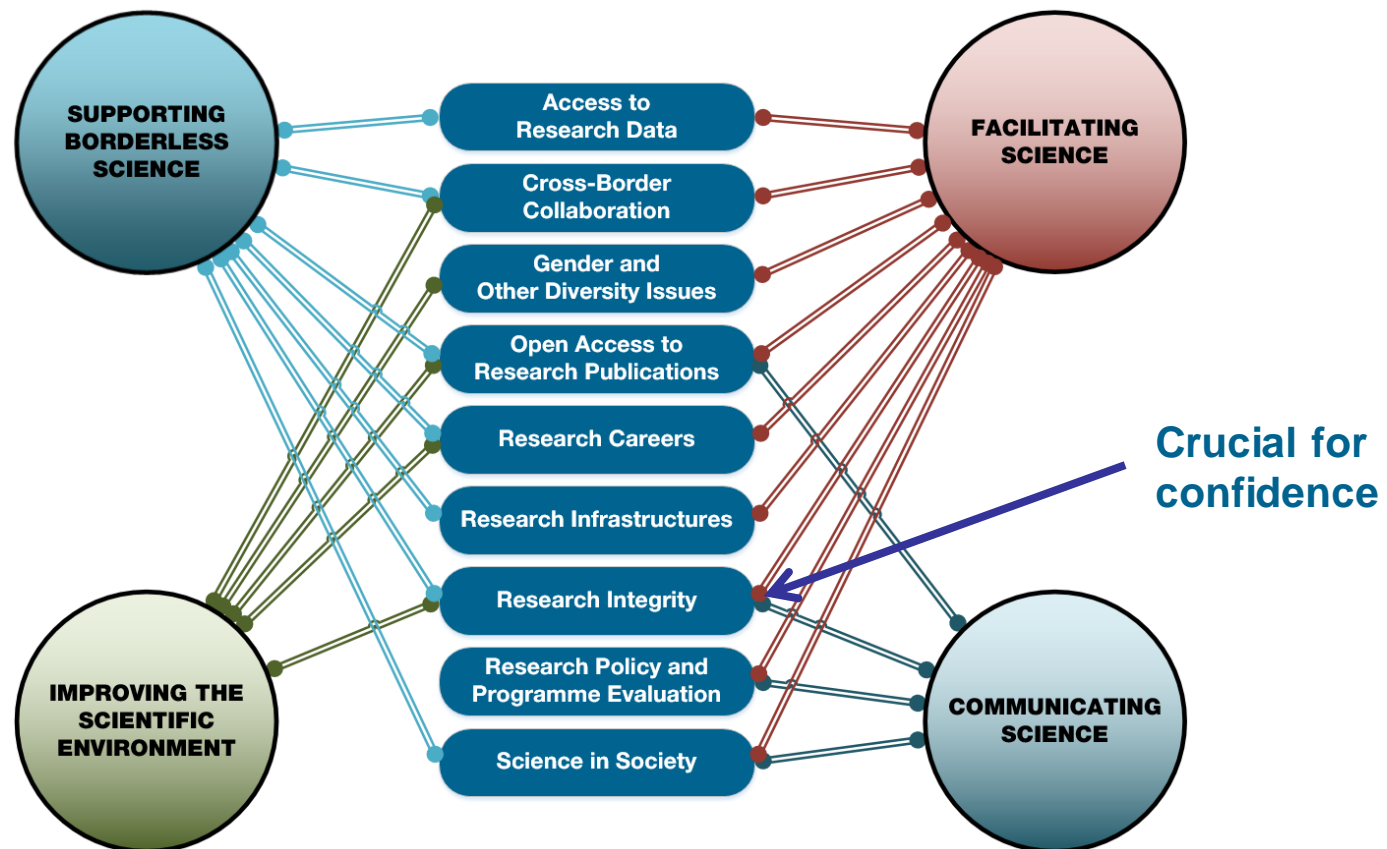 SUPPORTING
BORDERLESS
SCIENCE
Access to
Research Data
FACILITATING
SCIENCE
Cross-Border
Collaboration
Gender and
Other Diversity Issues
Open Access to
Research Publications
Research Careers
Crucial for
confidence
Research Infrastructures
Research Integrity
Research Policy and
Programme Evaluation
IMPROVING THE
SCIENTIFIC
ENVIRONMENT
COMMUNICATING
SCIENCE
Science in Society